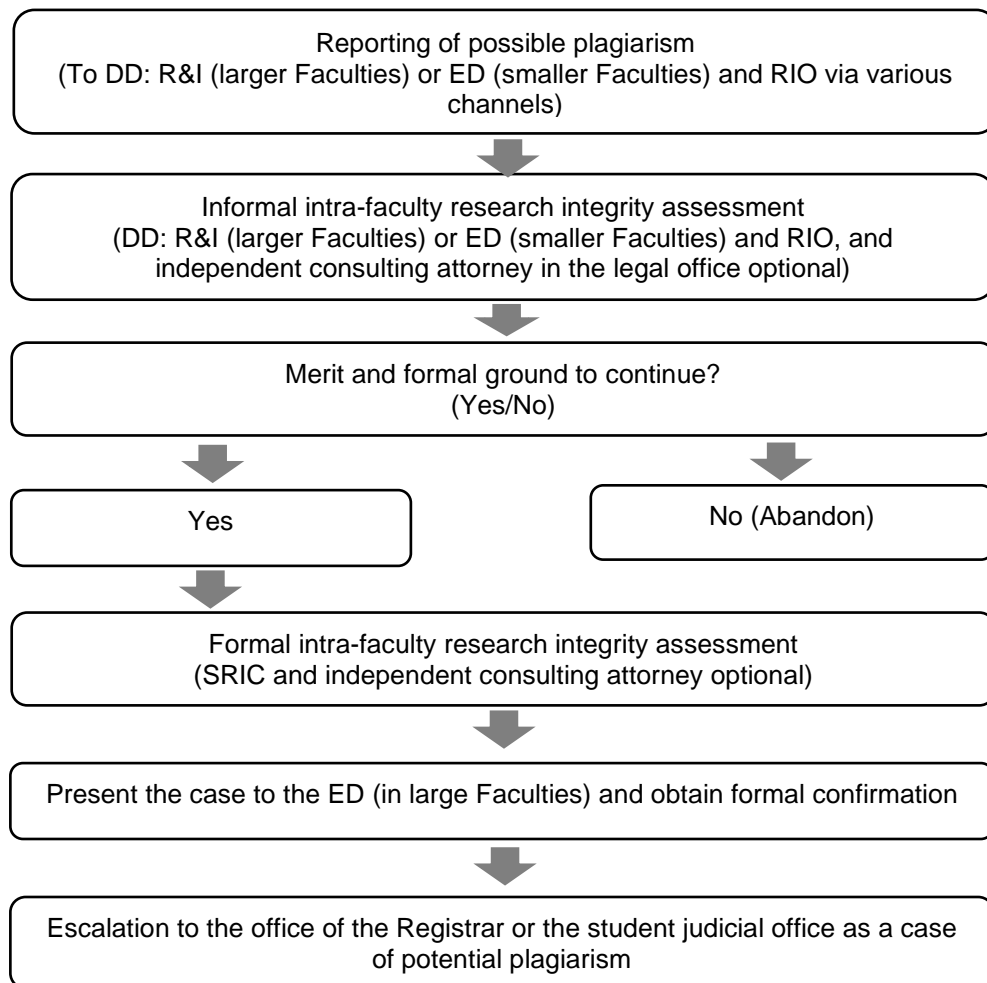 Reporting of possible plagiarism
(To DD: R&I (larger Faculties) or ED (smaller Faculties) and RIO via various
channels)
Informal intra-faculty research integrity assessment
(DD: R&I (larger Faculties) or ED (smaller Faculties) and RIO, and
independent consulting attorney in the legal office optional)
Merit and formal ground to continue?
(Yes/No)
Yes
No (Abandon)
Formal intra-faculty research integrity assessment
(SRIC and independent consulting attorney optional)
Present the case to the ED (in large Faculties) and obtain formal confirmation
Escalation to the office of the Registrar or the student judicial office as a case
of potential plagiarism